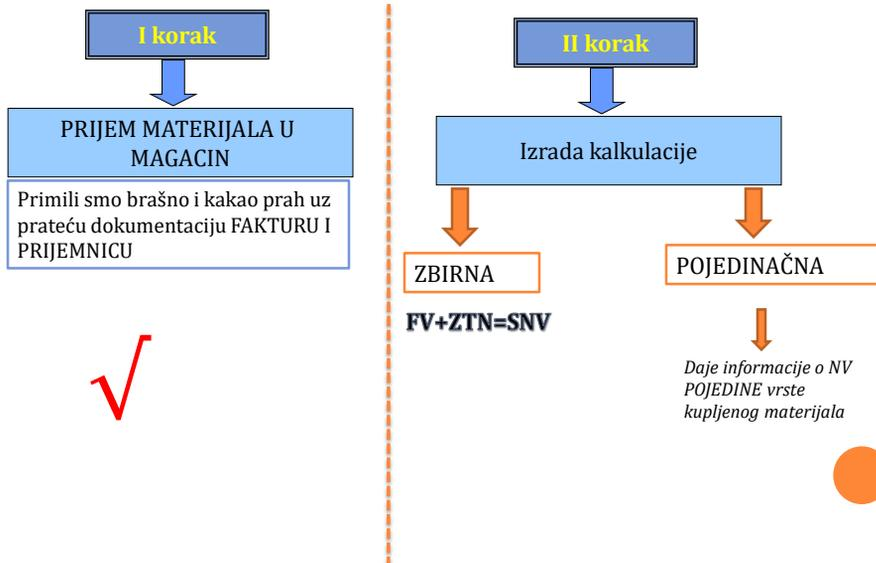 I korak
PRIJEM MATERIJALA U
MAGACIN
Primili smo brašno i kakao prah uz
prateću dokumentaciju FAKTURU I
PRIJEMNICU
√
II korak
Izrada kalkulacije
ZBIRNA
FV+ZTN=SNV
POJEDINAČNA
Daje informacije o NV
POJEDINE vrste
kupljenog materijala